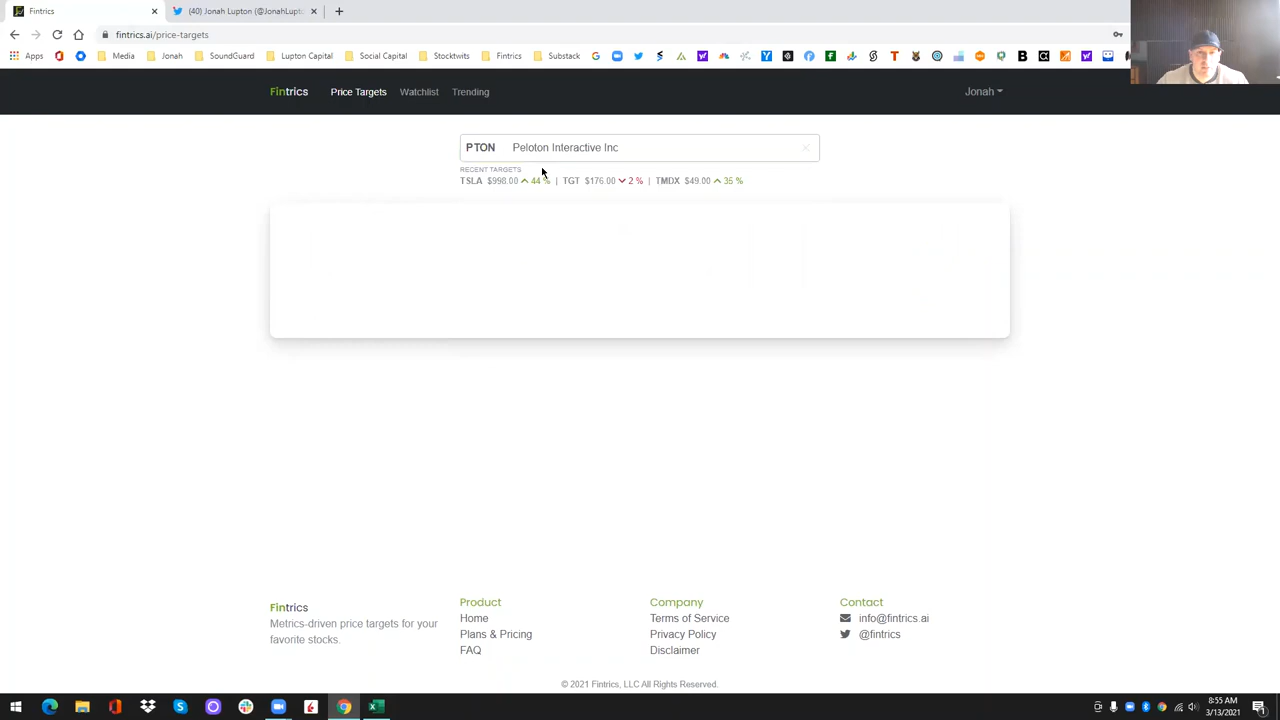 Fintrics
(40) Jonah Lupton (@JonahLupt
fintrics.ai/price-targets
Apps
Media
Jonah
SoundGuard
Lupton Capital
Social Capital
Stocktwits
Fintrics
Substack
Fintrics
Price Targets
Watchlist
Trending
Jonah
PTON Peloton Interactive Inc
RECENT TARGETS
TSLA $998.00 44 % | TGT $176.00 2 % | TMDX $49.00 35 %
Fintrics
Metrics-driven price targets for your
favorite stocks.
Product
Home
Plans & Pricing
FAQ
Company
Terms of Service
Privacy Policy
Disclaimer
Contact
info@fintrics.ai
@fintrics
© 2021 Fintrics, LLC All Rights Reserved.
8:55 AM
3/13/2021